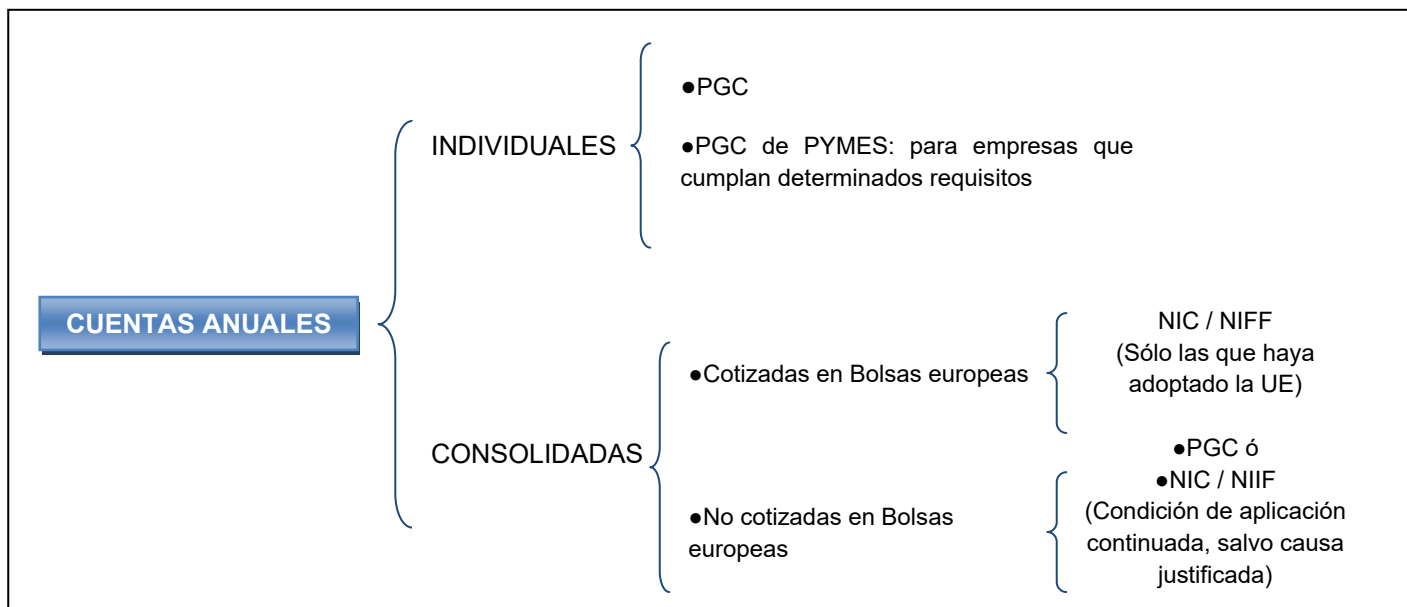 ●PGC
INDIVIDUALES
●PGC de PYMES: para empresas que
cumplan determinados requisitos
CUENTAS ANUALES
NIC / NIFF
(Sólo las que haya
adoptado la UE)
●Cotizadas en Bolsas europeas
CONSOLIDADAS
●PGC ó
●NIC / NIIF
(Condición de aplicación
continuada, salvo causa
justificada)
●No cotizadas en Bolsas
europeas